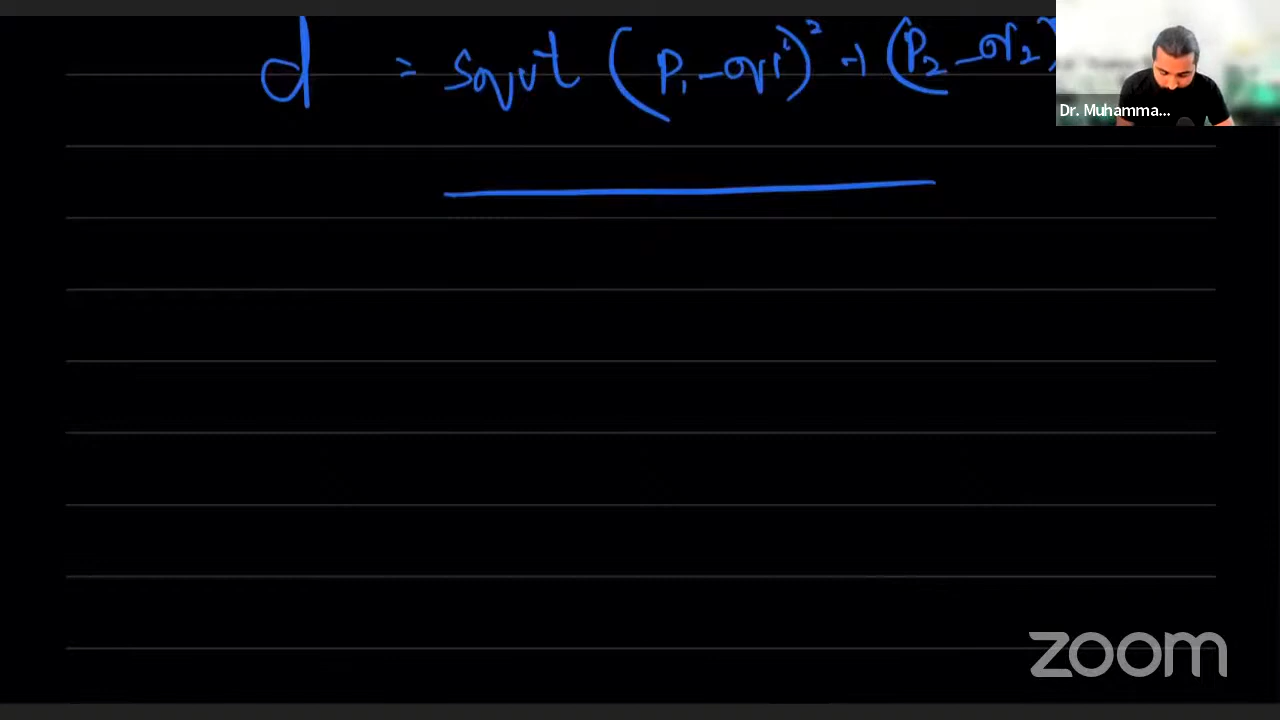 d = sqrt (p₁ - q₁)² + (p₂ - q₂)
Dr. Muhamma...
zoom